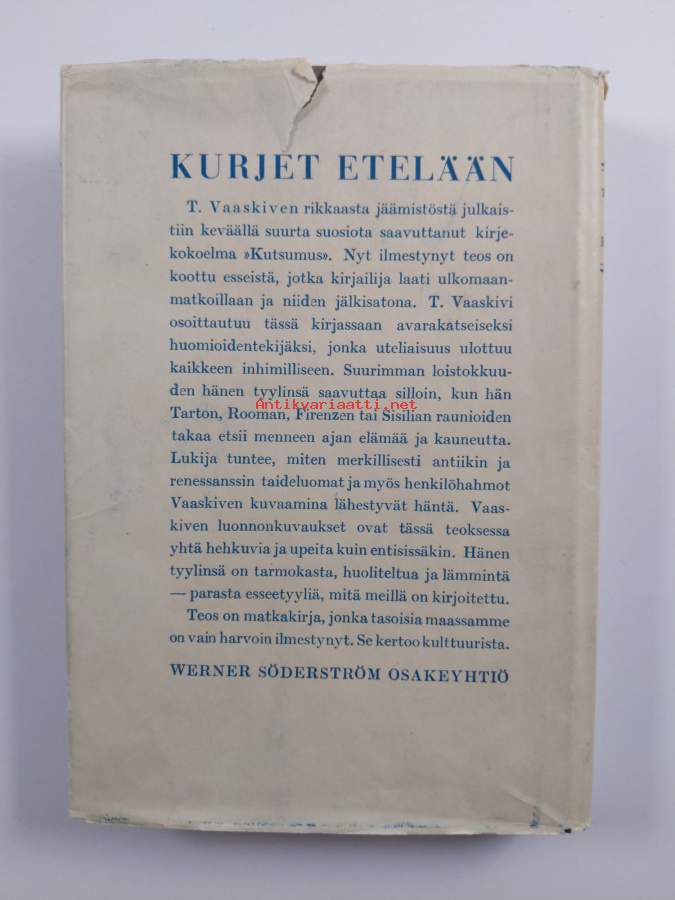 KURJET ETELÄÄN
T. Vaaskiven rikkaasta jäämistöstä julkais-
tiin keväällä suurta suosiota saavuttanut kirje-
kokoelma »Kutsumus». Nyt ilmestynyt teos on
koottu esseistä, jotka kirjailija laati ulkomaan-
matkoillaan ja niiden jälkisatona. T. Vaaskivi
osoittautuu tässä kirjassaan avarakatseiseksi
huomioidentekijäksi, jonka uteliaisuus ulottuu
kaikkeen inhimilliseen. Suurimman loistokkuu-
den hänen tyylinsä saavuttaa silloin, kun hän
Antikvariaatti.net
Tarton, Rooman, Firenzen tai Sisilian raunioiden
takaa etsii menneen ajan elämää ja kauneutta.
Lukija tuntee, miten merkillisesti antiikin ja
renessanssin taideluomat ja myös henkilöhahmot
Vaaskiven kuvaamina lähestyvät häntä. Vaas-
kiven luonnonkuvaukset ovat tässä teoksessa
yhtä hehkuvia ja upeita kuin entisissäkin. Hänen
tyylinsä on tarmokasta, huoliteltua ja lämmintä
— parasta esseetyyliä, mitä meillä on kirjoitettu.
Teos on matkakirja, jonka tasoisia maassamme
on vain harvoin ilmestynyt. Se kertoo kulttuurista.
WERNER SÖDERSTRÖM OSAKEYHTIÖ